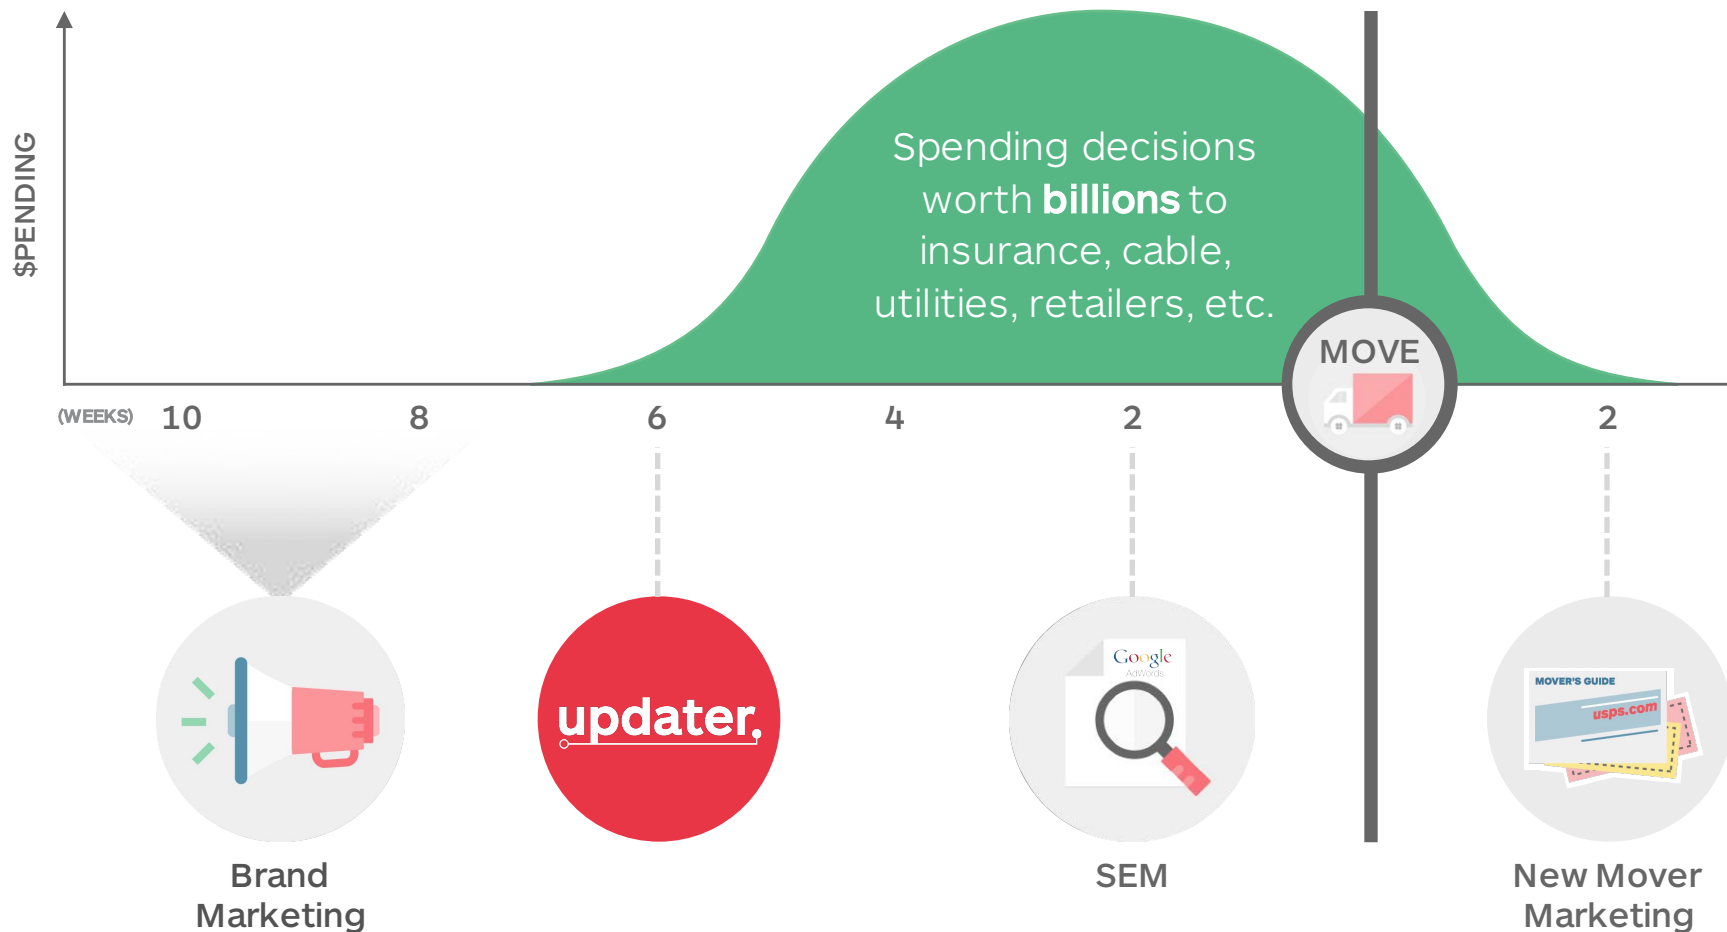 $PENDING
Spending decisions
worth billions to
insurance, cable,
utilities, retailers, etc.
MOVE
(WEEKS) 10 8 6 4 2 2
updater.
Google
AdWords
MOVER'S GUIDE
usps.com
Brand
Marketing
SEM
New Mover
Marketing